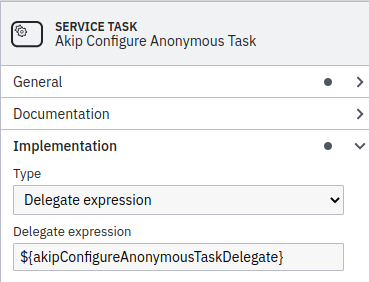 SERVICE TASK
Akip Configure Anonymous Task
General
Documentation
Implementation
Type
Delegate expression
Delegate expression
${akipConfigureAnonymousTaskDelegate}